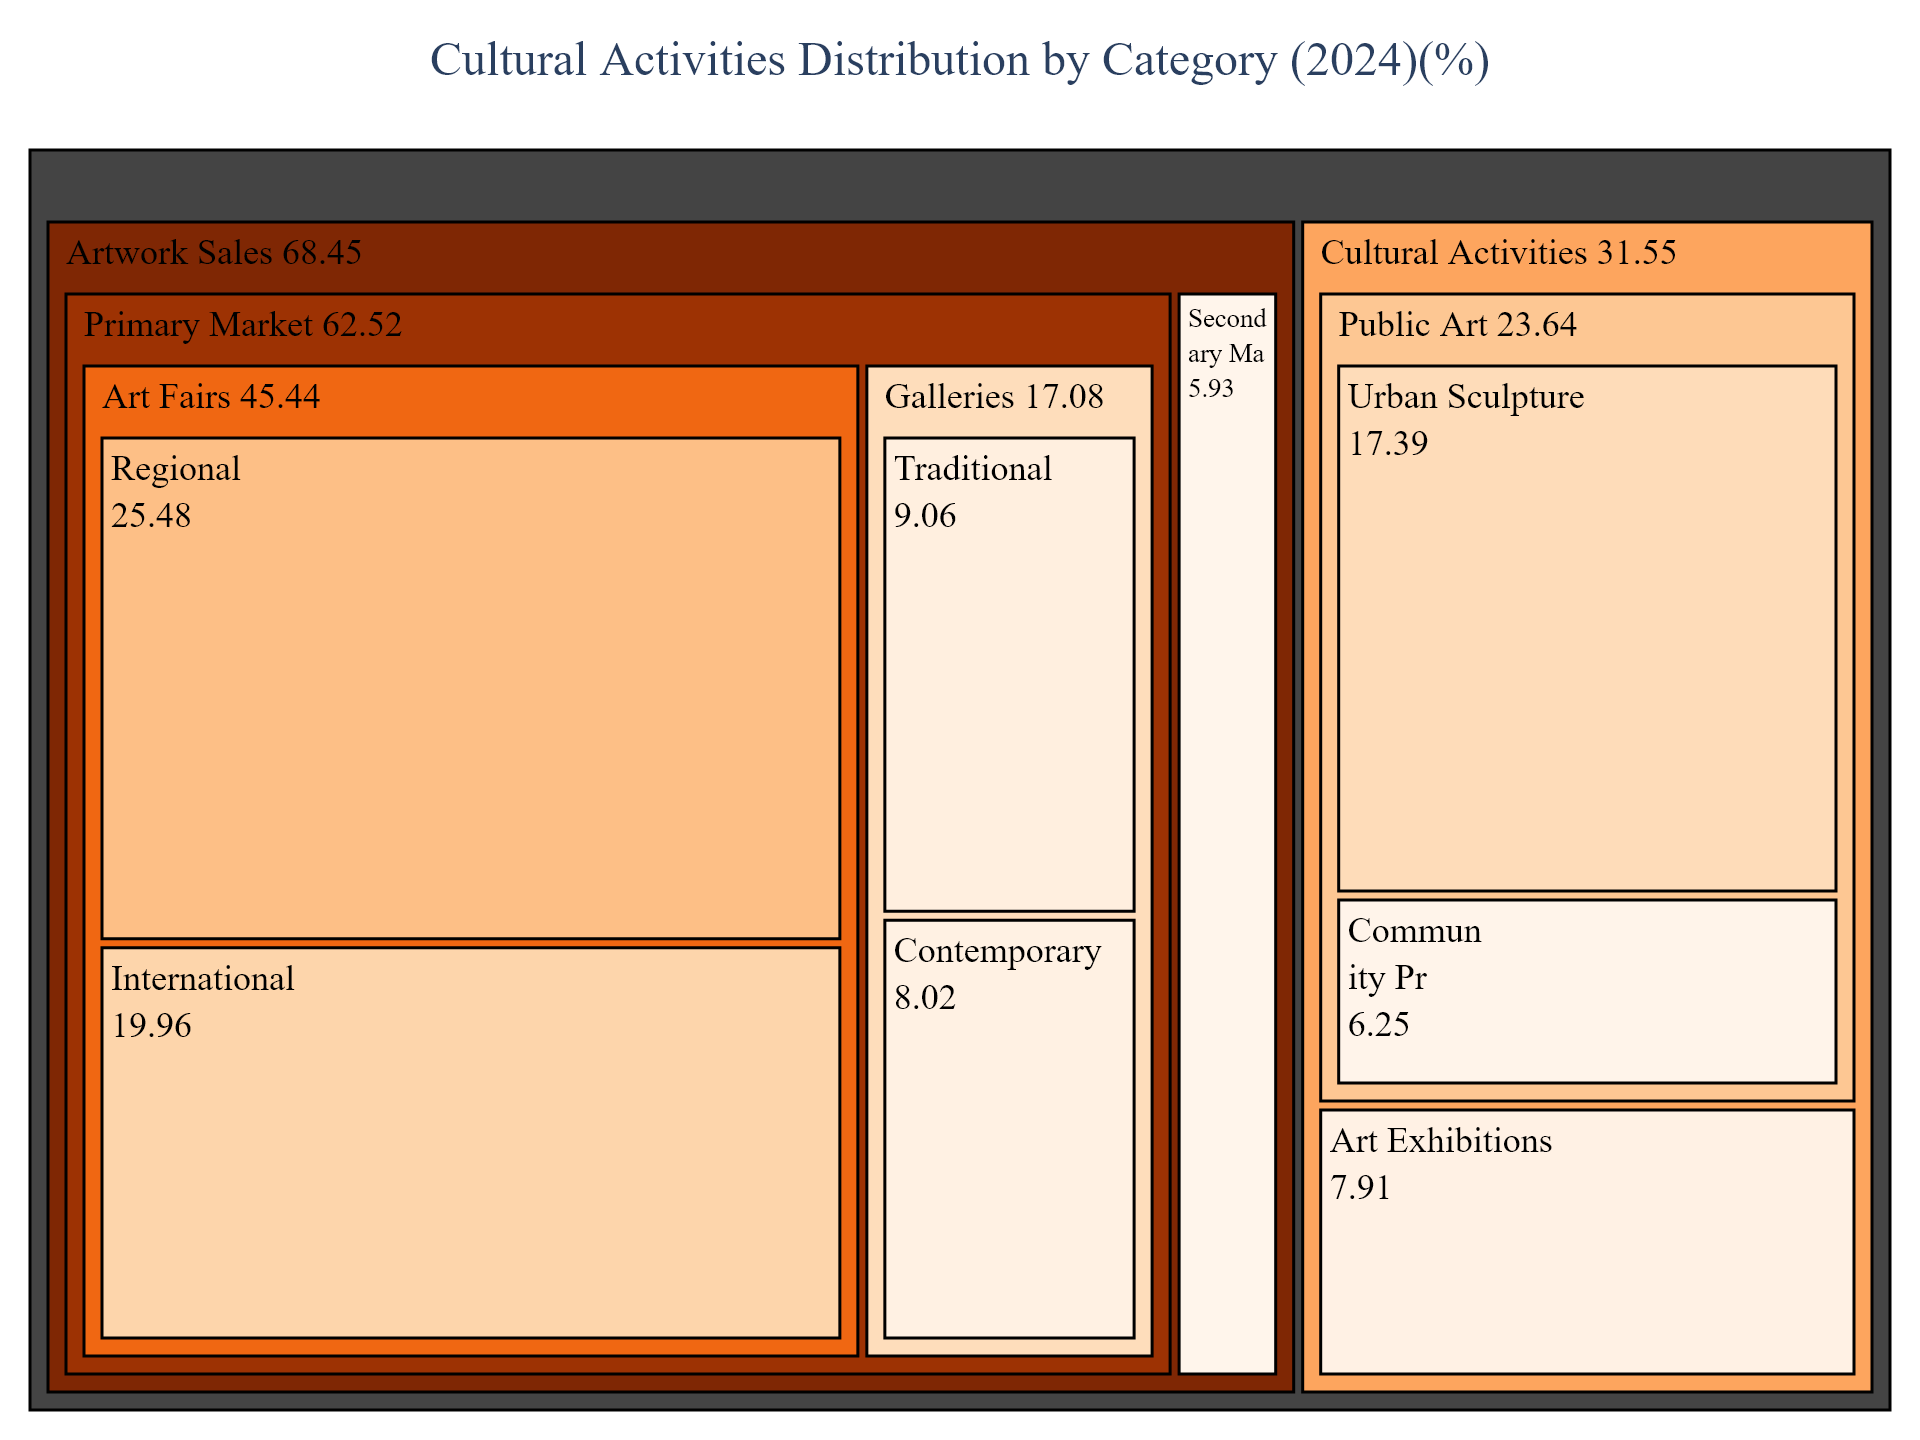 Cultural Activities Distribution by Category (2024)(%)
Artwork Sales 68.45
Primary Market 62.52
Art Fairs 45.44
Regional
25.48
International
19.96
Galleries 17.08
Traditional
9.06
Contemporary
8.02
Second
ary Ma
5.93
Cultural Activities 31.55
Public Art 23.64
Urban Sculpture
17.39
Commun
ity Pr
6.25
Art Exhibitions
7.91